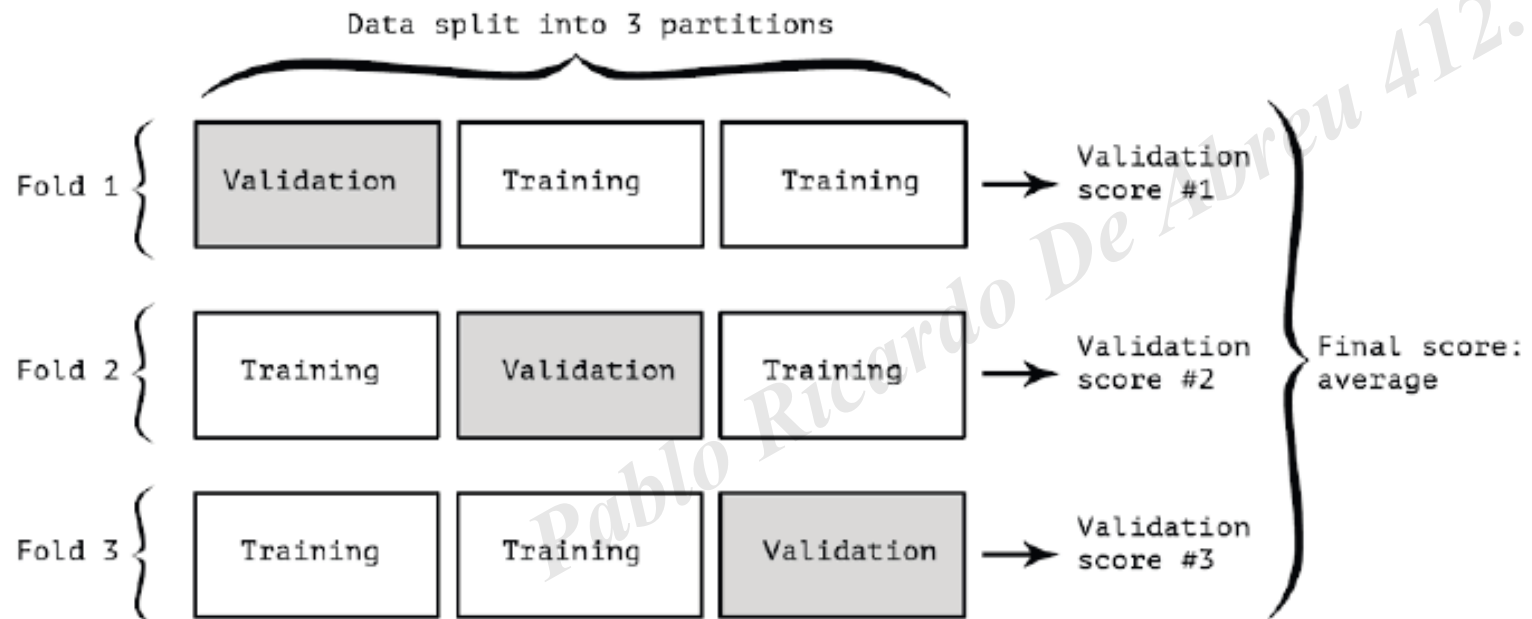 Data split into 3 partitions
Fold 1
Validation
Training
Training
Validation
score #1
Fold 2
Training
Validation
Training
Validation
score #2
Final score:
average
Fold 3
Training
Training
Validation
Validation
score #3
Pablo Ricardo De Abreu 412.